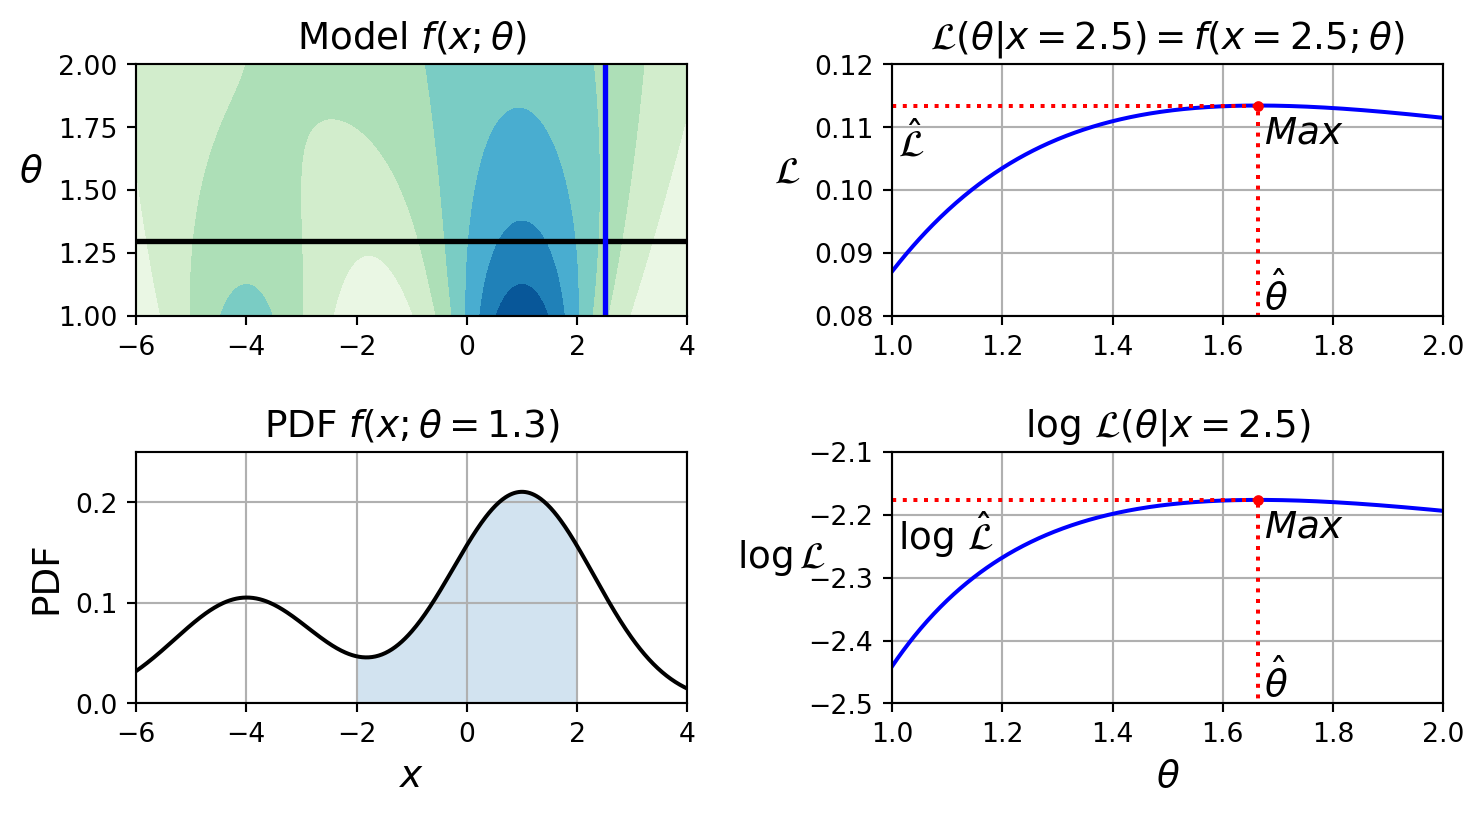 Model f(x; θ)
2.00
1.75
θ
1.50
1.25
1.00
−6 −4 −2 0 2 4
ℒ(θ|x = 2.5) = f(x = 2.5; θ)
0.12
0.11
ℒ̂
Max
ℒ
0.10
0.09
θ̂
0.08
1.0 1.2 1.4 1.6 1.8 2.0
PDF f(x; θ = 1.3)
0.2
PDF
0.1
0.0
−6 −4 −2 0 2 4
x
log ℒ(θ|x = 2.5)
−2.1
−2.2
log ℒ̂
Max
log ℒ
−2.3
−2.4
θ̂
−2.5
1.0 1.2 1.4 1.6 1.8 2.0
θ